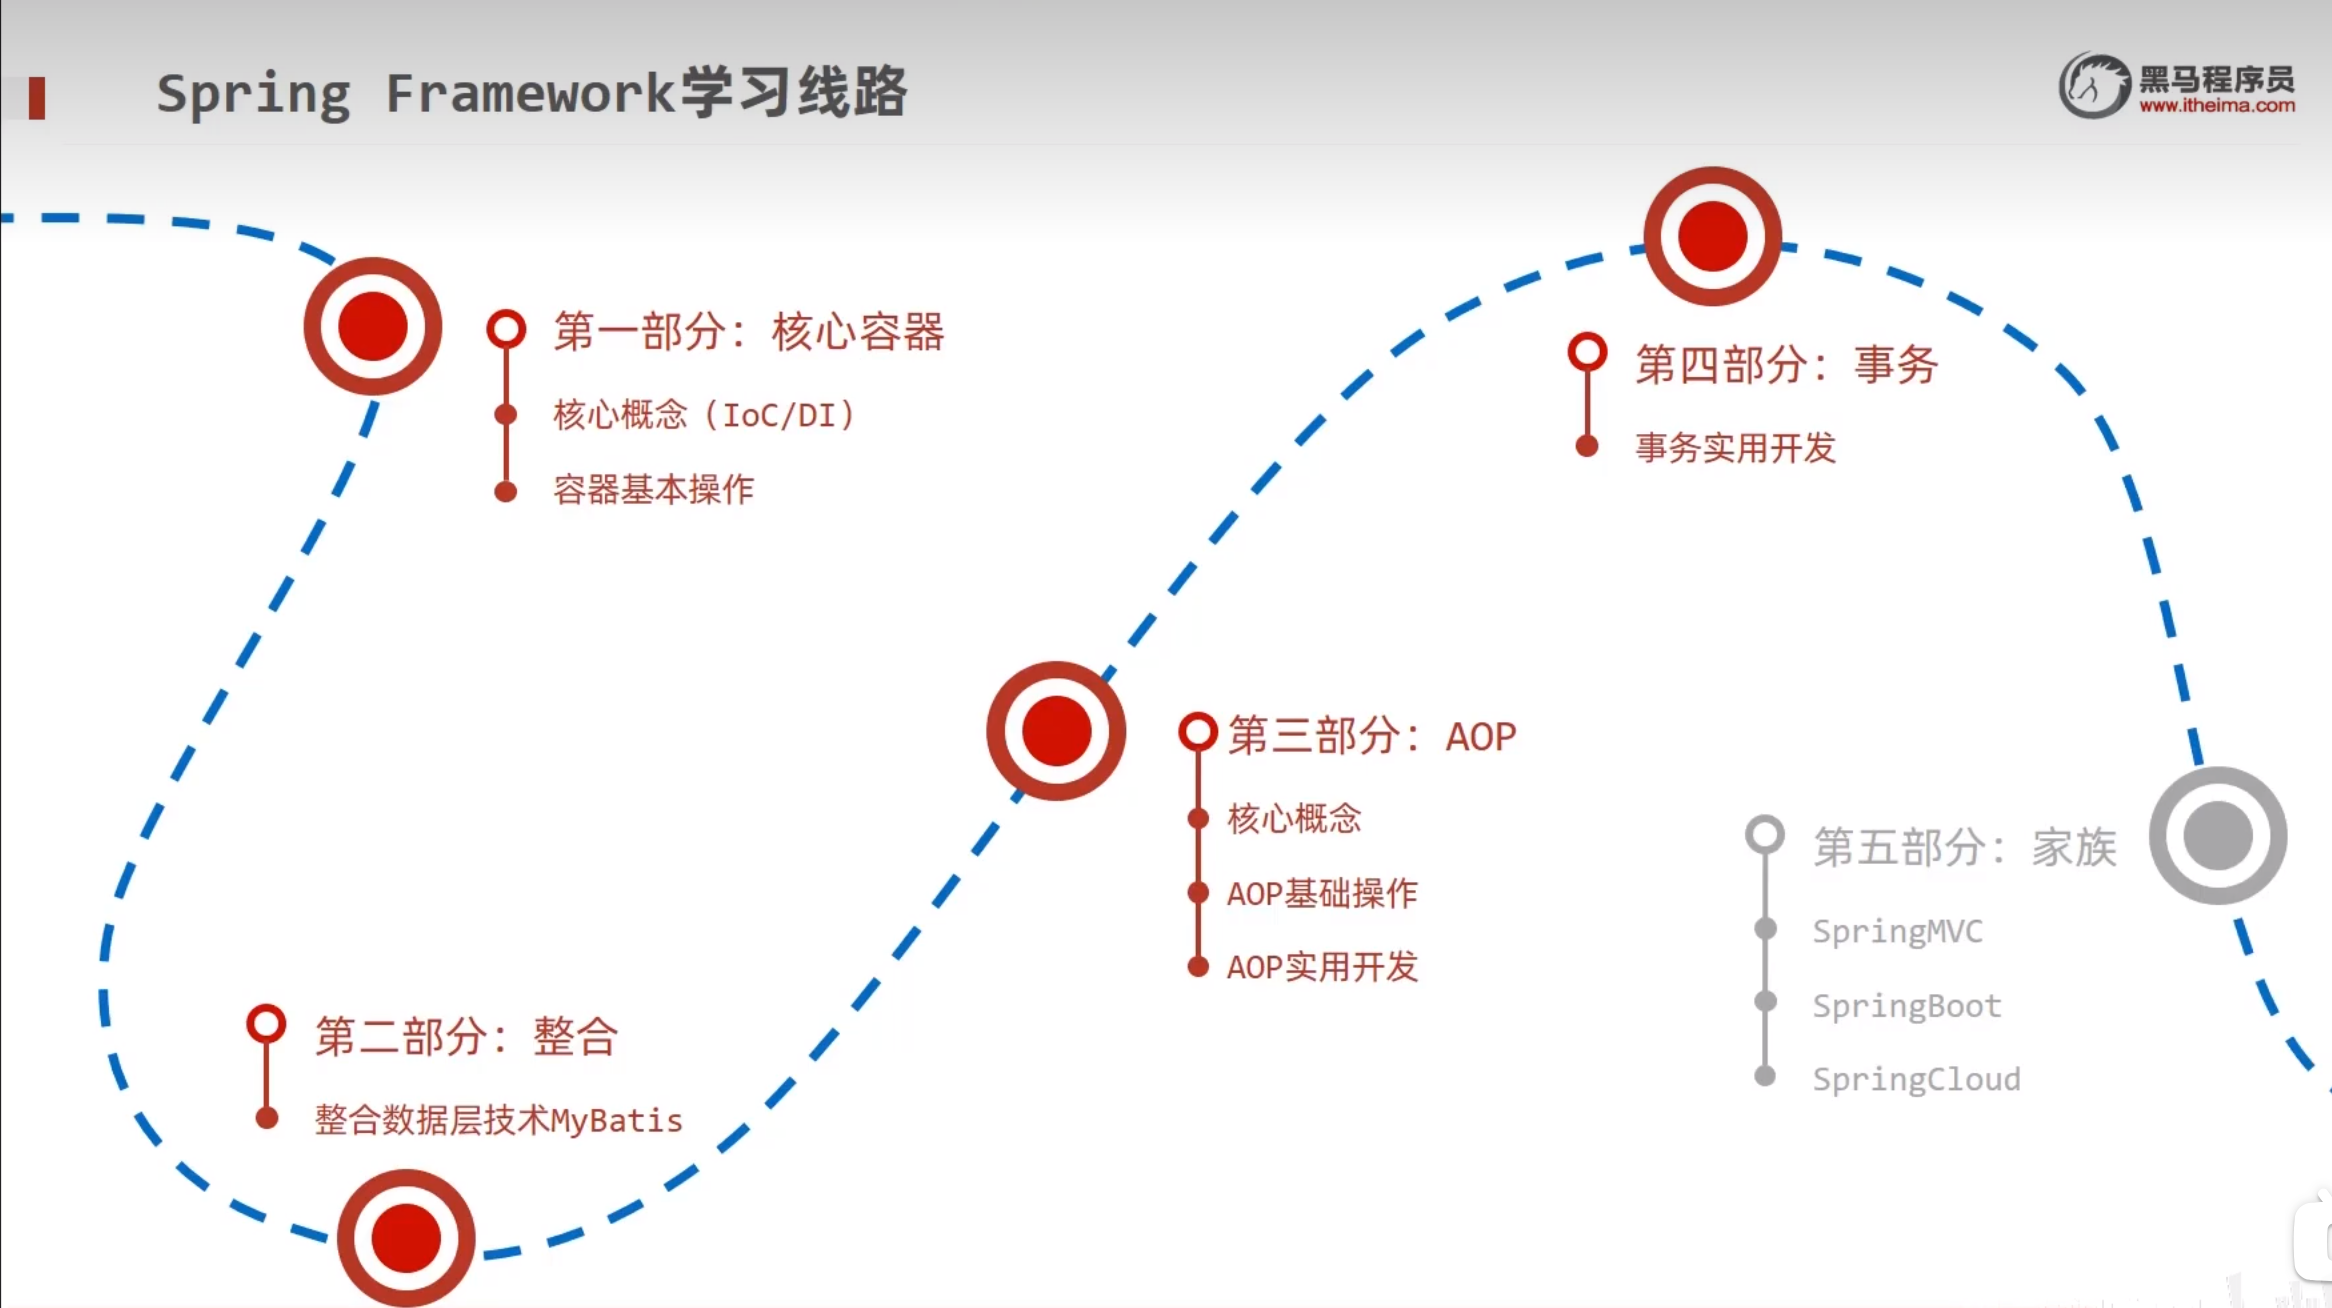 Spring Framework学习线路
黑马程序员
www.itheima.com
第一部分：核心容器
核心概念（IoC/DI）
容器基本操作
第二部分：整合
整合数据层技术MyBatis
第三部分：AOP
核心概念
AOP基础操作
AOP实用开发
第四部分：事务
事务实用开发
第五部分：家族
SpringMVC
SpringBoot
SpringCloud